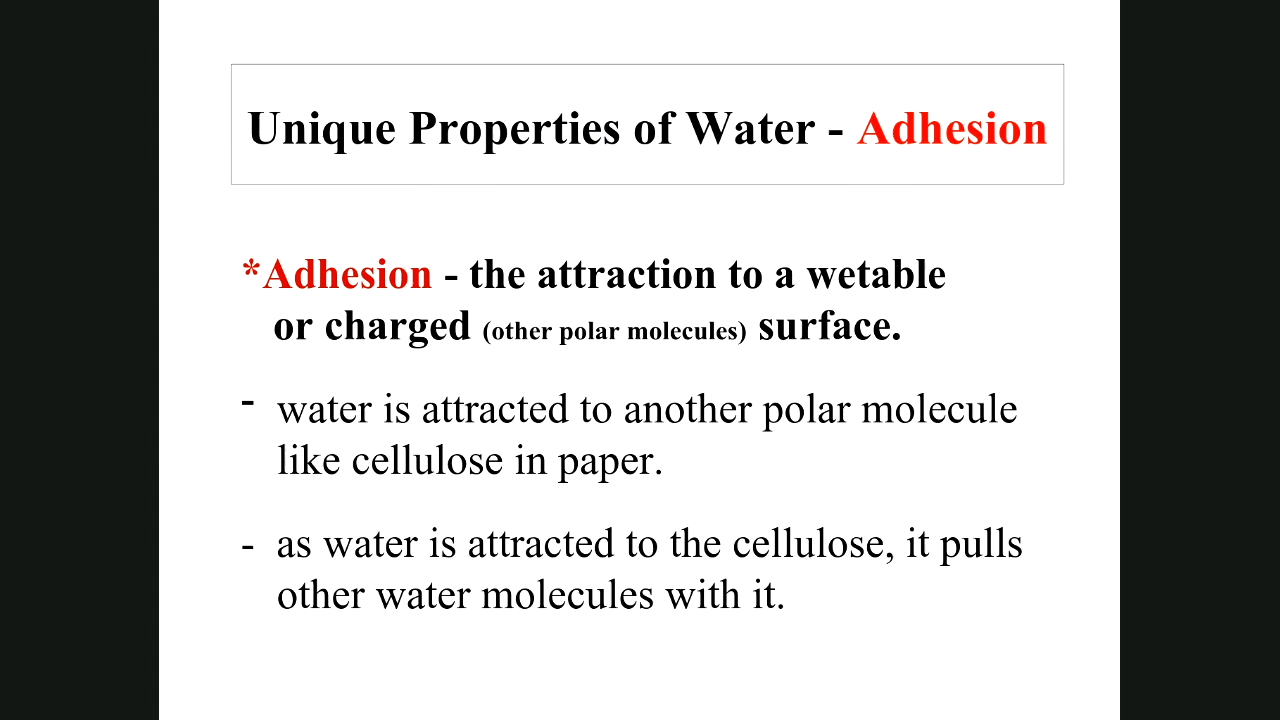 Unique Properties of Water - Adhesion
*Adhesion - the attraction to a wetable
or charged (other polar molecules) surface.
- water is attracted to another polar molecule
like cellulose in paper.
- as water is attracted to the cellulose, it pulls
other water molecules with it.